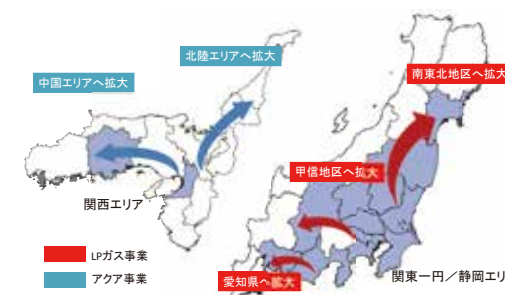 北陸エリアへ拡大
中国エリアへ拡大
南東北地区へ拡大
甲信地区へ拡大
関西エリア
LPガス事業
アクア事業
愛知県へ拡大
関東一円／静岡エリ